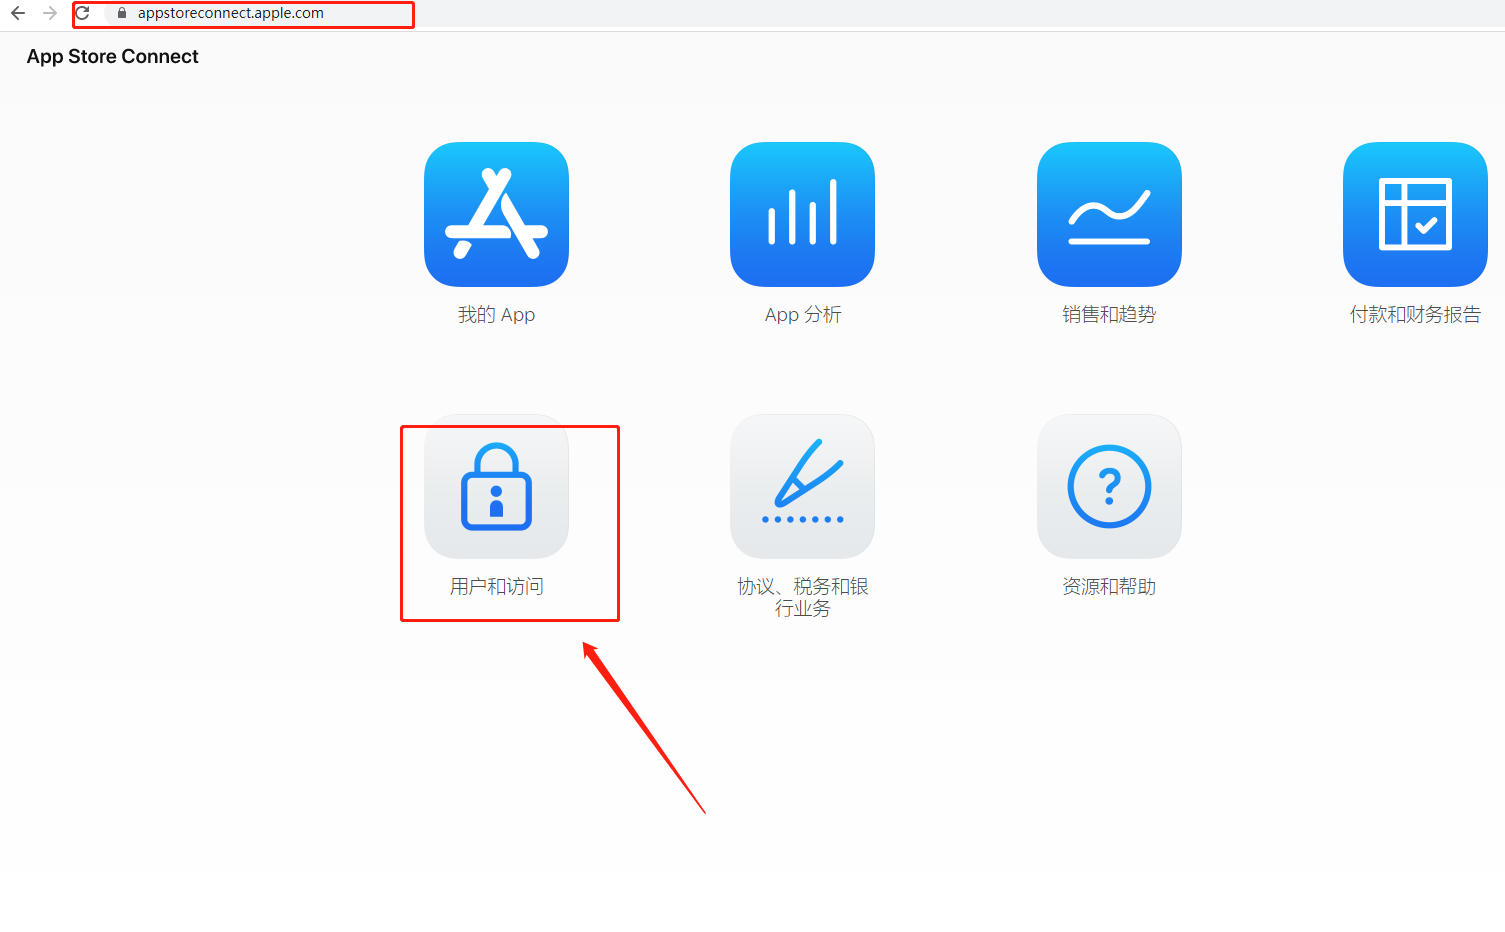 appstoreconnect.apple.com
App Store Connect
我的 App
App 分析
销售和趋势
付款和财务报告
用户和访问
协议、税务和银
行业务
资源和帮助